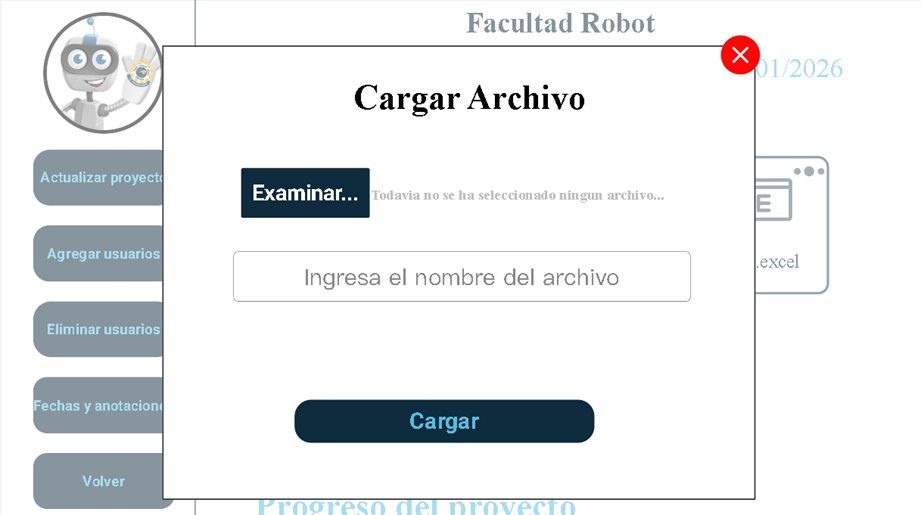 Facultad Robot
01/2026
Cargar Archivo
Actualizar proyecto
Examinar...
Todavia no se ha seleccionado ningun archivo...
Agregar usuarios
E
.excel
Ingresa el nombre del archivo
Eliminar usuarios
Fechas y anotacione
Cargar
Volver
Progreso del proyecto